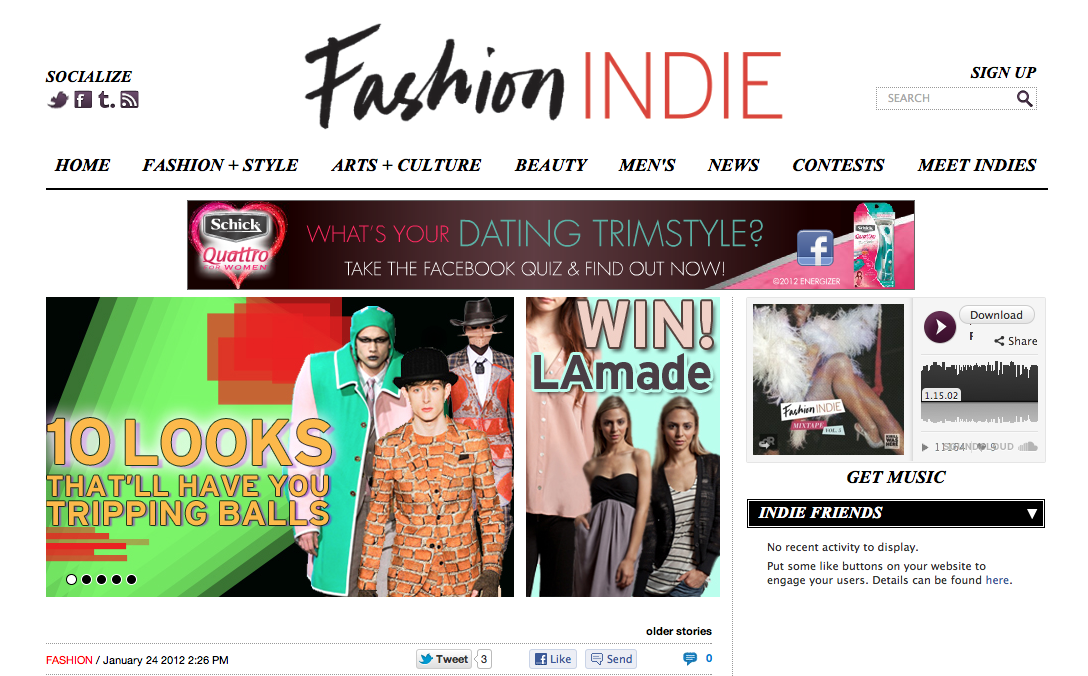 SOCIALIZE
Fashion INDIE
SIGN UP
SEARCH
HOME FASHION + STYLE ARTS + CULTURE BEAUTY MEN'S NEWS CONTESTS MEET INDIES
Schick
Quattro
FOR WOMEN
WHAT'S YOUR DATING TRIMSTYLE?
TAKE THE FACEBOOK QUIZ & FIND OUT NOW!
©2012 ENERGIZER
10 LOOKS
THAT'LL HAVE YOU
TRIPPING BALLS
WIN!
LAmade
Fashion INDIE
MIXTAPE VOL. 3
Download
Share
1.15.02
GET MUSIC
INDIE FRIENDS
No recent activity to display.
Put some like buttons on your website to
engage your users. Details can be found here.
older stories
FASHION / January 24 2012 2:26 PM
Tweet 3
Like
Send
0